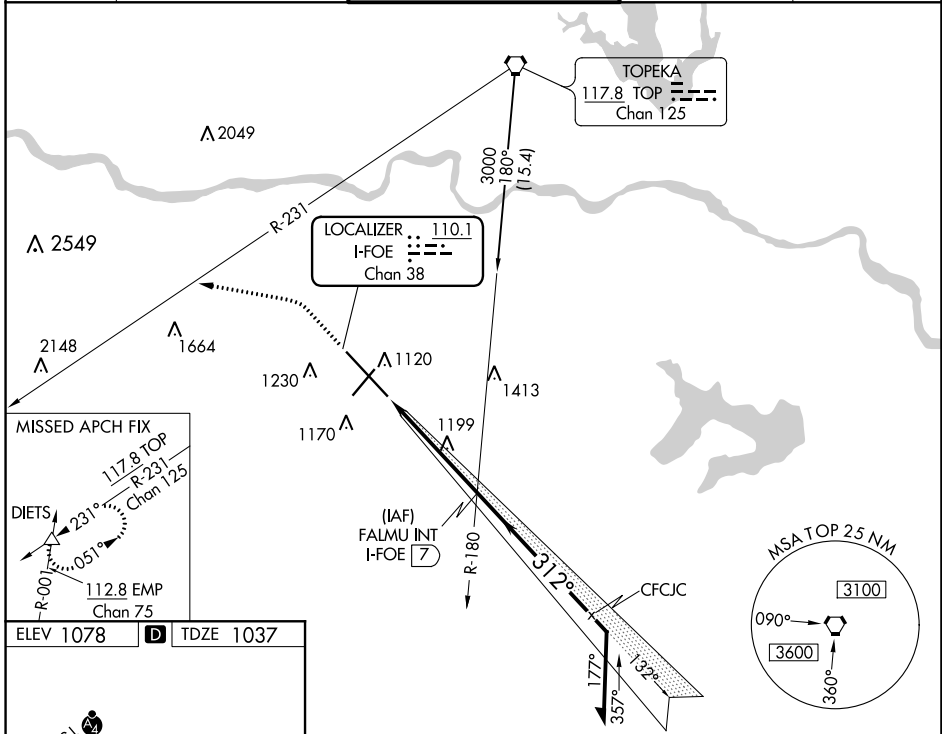 TOPEKA
117.8 TOP
Chan 125
2049
3000
180°
(15.4)
R-231
2549
LOCALIZER 110.1
I-FOE
Chan 38
2148
1664
1230
1120
1413
1170
1199
MISSED APCH FIX
117.8 TOP
R-231
Chan 125
DIETS
231°
051°
R-001
112.8 EMP
Chan 75
(IAF)
FALMU INT
I-FOE 7
R-180
312°
CFCJC
177°
357°
132°
MSA TOP 25 NM
3100
090°
3600
360°
ELEV 1078 D TDZE 1037
A4